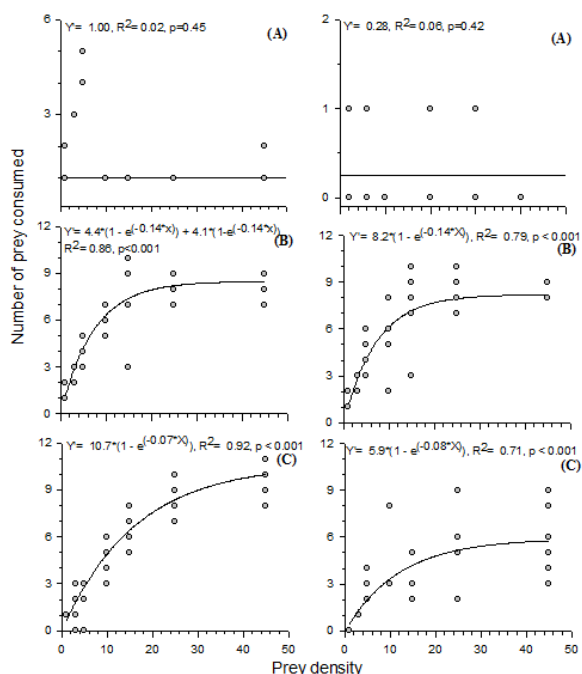 Y'= 1.00, R2= 0.02, p=0.45
(A)
6
3
Y'= 0.28, R2= 0.06, p=0.42
(A)
2
1
0
Number of prey consumed
Y'= 4.4*(1 - e(-0.14*x)) + 4.1*(1-e(-0.14*x))
R2= 0.86, p<0.001
(B)
12
9
6
3
0
Y'= 8.2*(1 - e(-0.14*X)), R2= 0.79, p < 0.001
(B)
12
9
6
3
0
Y'= 10.7*(1 - e(-0.07*X)), R2= 0.92, p < 0.001
(C)
12
9
6
3
0
0 10 20 30 40 50
Y'= 5.9*(1 - e(-0.08*X)), R2= 0.71, p < 0.001
(C)
12
9
6
3
0
0 10 20 30 40 50
Prey density